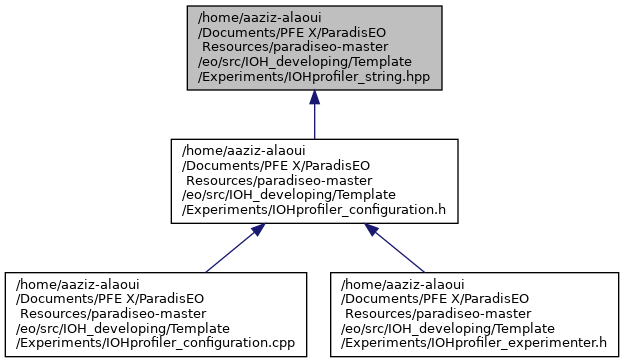 /home/aaziz-alaoui
/Documents/PFE X/ParadisEO
Resources/paradiseo-master
/eo/src/IOH_developing/Template
/Experiments/IOHprofiler_string.hpp
/home/aaziz-alaoui
/Documents/PFE X/ParadisEO
Resources/paradiseo-master
/eo/src/IOH_developing/Template
/Experiments/IOHprofiler_configuration.h
/home/aaziz-alaoui
/Documents/PFE X/ParadisEO
Resources/paradiseo-master
/eo/src/IOH_developing/Template
/Experiments/IOHprofiler_configuration.cpp
/home/aaziz-alaoui
/Documents/PFE X/ParadisEO
Resources/paradiseo-master
/eo/src/IOH_developing/Template
/Experiments/IOHprofiler_experimenter.h